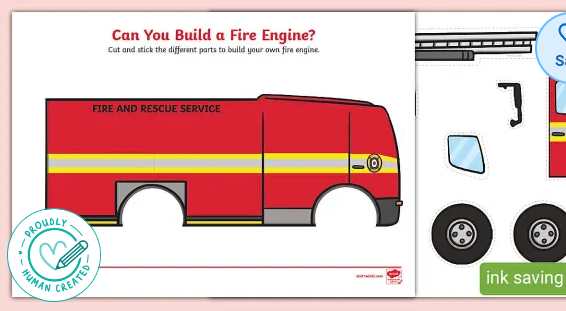 Can You Build a Fire Engine?
Cut and stick the different parts to build your own fire engine.
FIRE AND RESCUE SERVICE
PROUDLY
HUMAN CREATED
ink saving